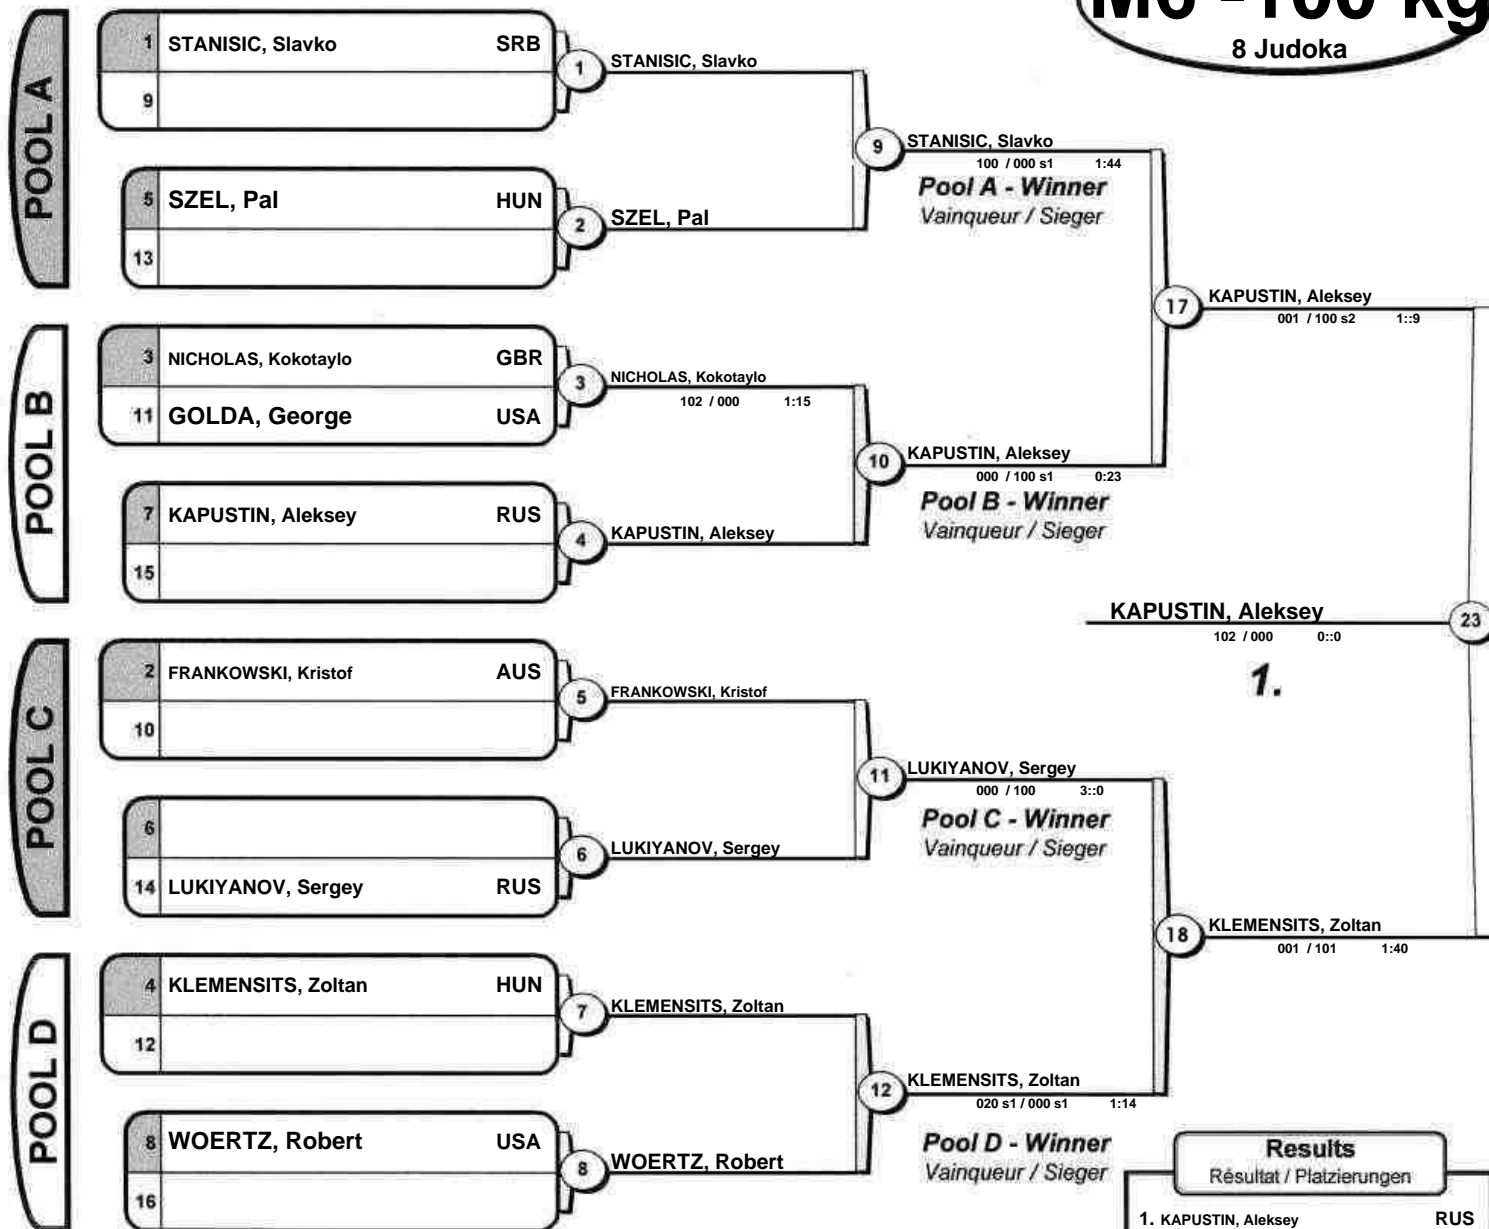 M6 -100 kg
8 Judoka
POOL A
1 STANISIC, Slavko SRB
9
5 SZEL, Pal HUN
13
1 STANISIC, Slavko
2 SZEL, Pal
9 STANISIC, Slavko
100 / 000 s1 1:44
Pool A - Winner
Vainqueur / Sieger
POOL B
3 NICHOLAS, Kokotaylo GBR
11 GOLDA, George USA
7 KAPUSTIN, Aleksey RUS
15
3 NICHOLAS, Kokotaylo
102 / 000 1:15
4 KAPUSTIN, Aleksey
10 KAPUSTIN, Aleksey
000 / 100 s1 0:23
Pool B - Winner
Vainqueur / Sieger
17 KAPUSTIN, Aleksey
001 / 100 s2 1::9
KAPUSTIN, Aleksey 23
102 / 000 0::0
1.
POOL C
2 FRANKOWSKI, Kristof AUS
10
6
14 LUKIYANOV, Sergey RUS
5 FRANKOWSKI, Kristof
6 LUKIYANOV, Sergey
11 LUKIYANOV, Sergey
000 / 100 3::0
Pool C - Winner
Vainqueur / Sieger
18 KLEMENSITS, Zoltan
001 / 101 1:40
POOL D
4 KLEMENSITS, Zoltan HUN
12
8 WOERTZ, Robert USA
16
7 KLEMENSITS, Zoltan
8 WOERTZ, Robert
12 KLEMENSITS, Zoltan
020 s1 / 000 s1 1:14
Pool D - Winner
Vainqueur / Sieger
Results
Résultat / Platzierungen
1. KAPUSTIN, Aleksey RUS